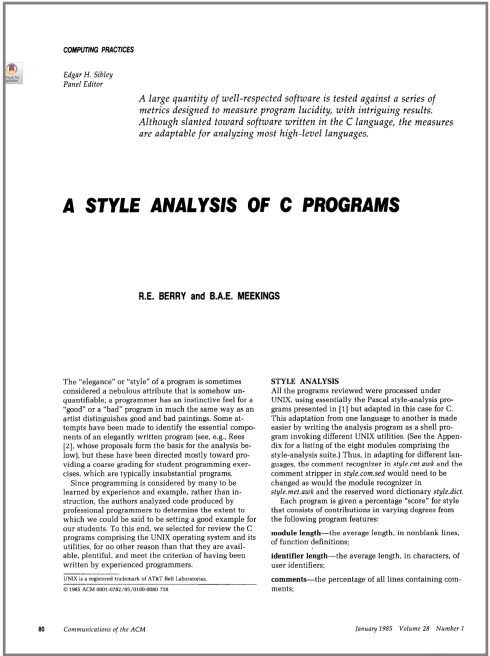 COMPUTING PRACTICES
Edgar H. Sibley
Panel Editor
A large quantity of well-respected software is tested against a series of
metrics designed to measure program lucidity, with intriguing results.
Although slanted toward software written in the C language, the measures
are adaptable for analyzing most high-level languages.
A STYLE ANALYSIS OF C PROGRAMS
R.E. BERRY and B.A.E. MEEKINGS
The "elegance" or "style" of a program is sometimes
considered a nebulous attribute that is somehow un-
quantifiable; a programmer has an instinctive feel for a
"good" or a "bad" program in much the same way as an
artist distinguishes good and bad paintings. Some at-
tempts have been made to identify the essential compo-
nents of an elegantly written program (see, e.g., Rees
[2], whose proposals form the basis for the analysis be-
low), but these have been directed mostly toward pro-
viding a coarse grading for student programming exer-
cises, which are typically insubstantial programs.
Since programming is considered by many to be
learned by experience and example, rather than in-
struction, the authors analyzed code produced by
professional programmers to determine the extent to
which we could be said to be setting a good example for
our students. To this end, we selected for review the C
programs comprising the UNIX operating system and its
utilities, for no other reason than that they are avail-
able, plentiful, and meet the criterion of having been
written by experienced programmers.
UNIX is a registered trademark of AT&T Bell Laboratories.
© 1985 ACM 0001-0782/85/0100-0080 75¢
STYLE ANALYSIS
All the programs reviewed were processed under
UNIX, using essentially the Pascal style-analysis pro-
grams presented in [1] but adapted in this case for C.
This adaptation from one language to another is made
easier by writing the analysis program as a shell pro-
gram invoking different UNIX utilities. (See the Appen-
dix for a listing of the eight modules comprising the
style-analysis suite.) Thus, in adapting for different lan-
guages, the comment recognizer in style.cnt.awk and the
comment stripper in style.com.sed would need to be
changed as would the module recognizer in
style.met.awk and the reserved word dictionary style.dict.
Each program is given a percentage "score" for style
that consists of contributions in varying degrees from
the following program features:
module length—the average length, in nonblank lines,
of function definitions;
identifier length—the average length, in characters, of
user identifiers;
comments—the percentage of all lines containing com-
ments;
80 Communications of the ACM
January 1985 Volume 28 Number 1